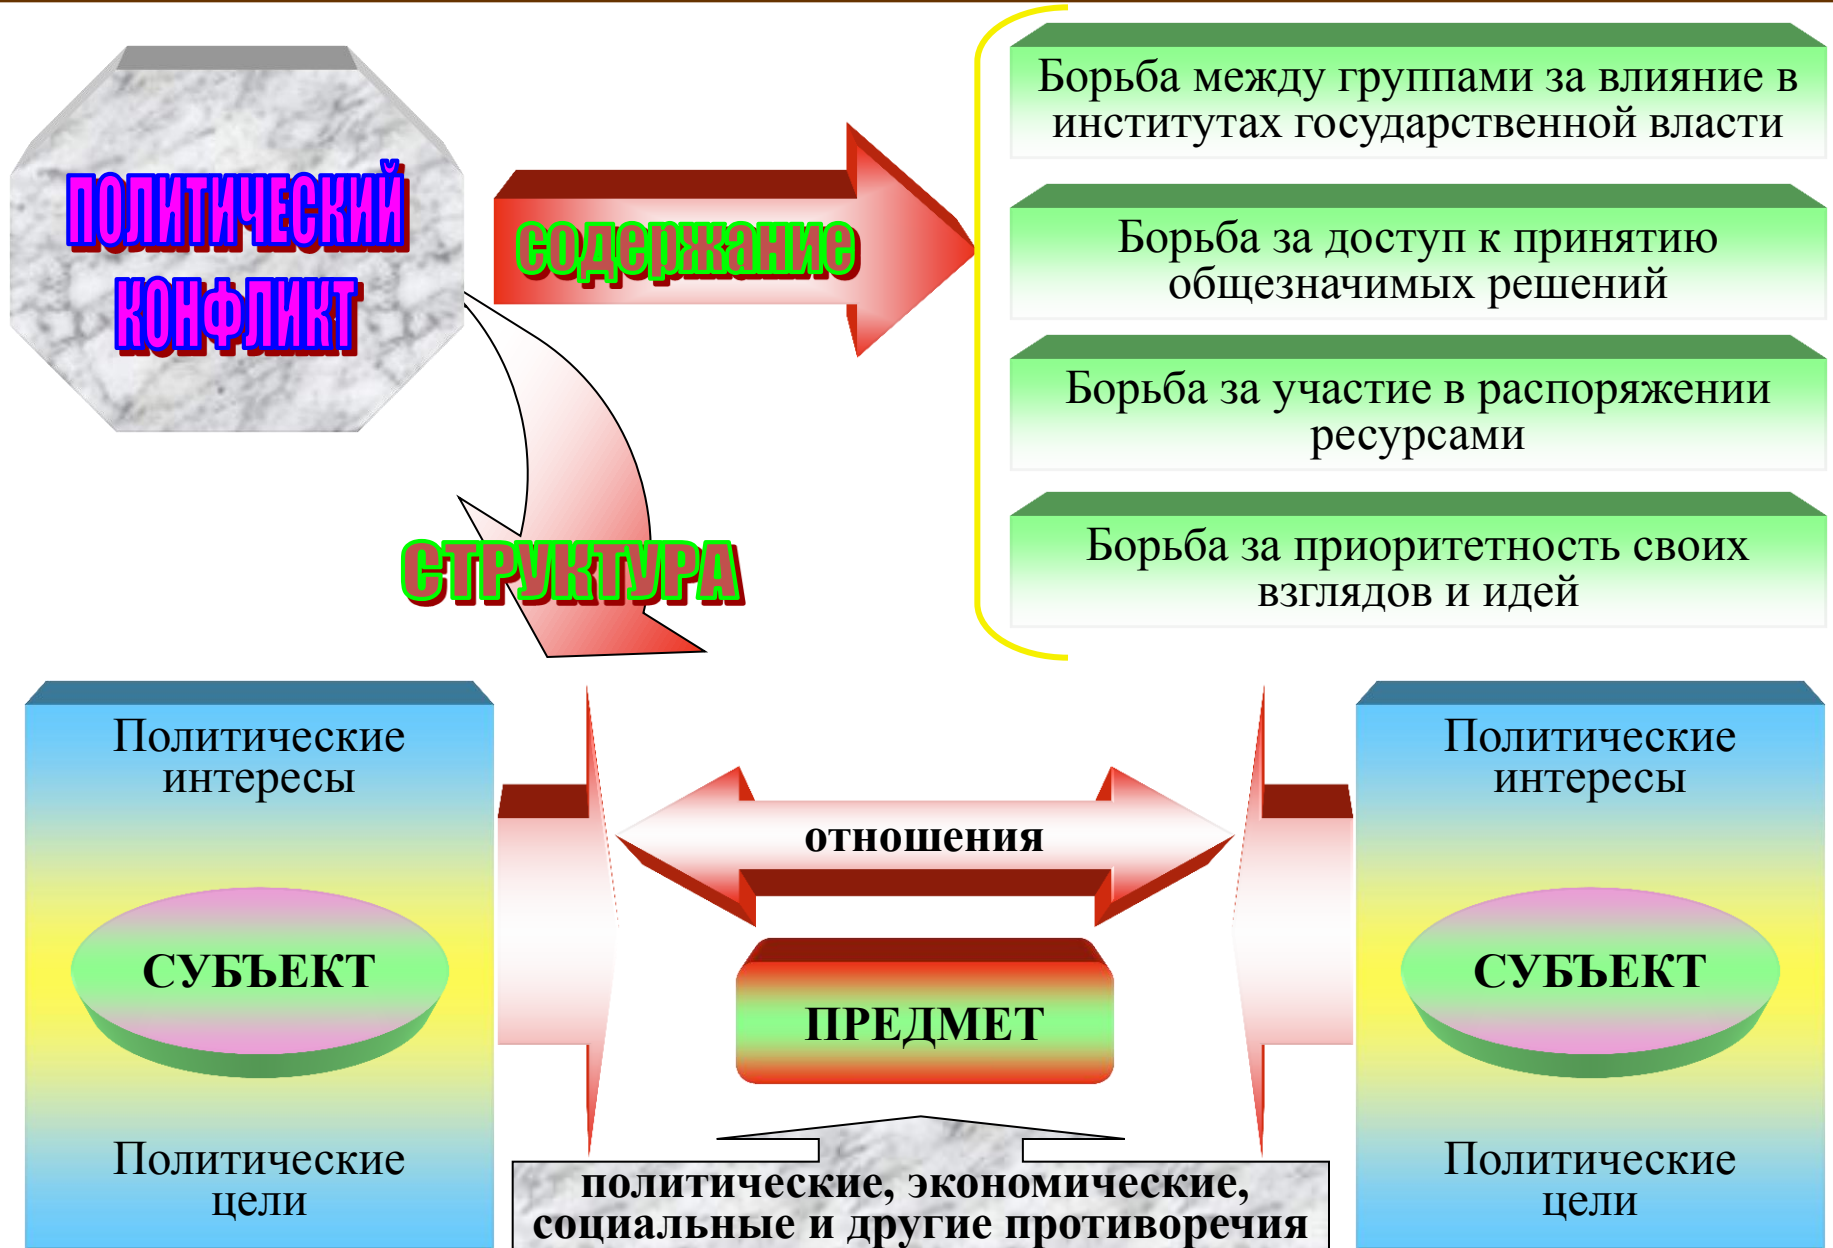 ПОЛИТИЧЕСКИЙ
КОНФЛИКТ
содержание
Борьба между группами за влияние в
институтах государственной власти
Борьба за доступ к принятию
общезначимых решений
Борьба за участие в распоряжении
ресурсами
Борьба за приоритетность своих
взглядов и идей
СТРУКТУРА
Политические
интересы
СУБЪЕКТ
Политические
цели
отношения
ПРЕДМЕТ
политические, экономические,
социальные и другие противоречия
Политические
интересы
СУБЪЕКТ
Политические
цели